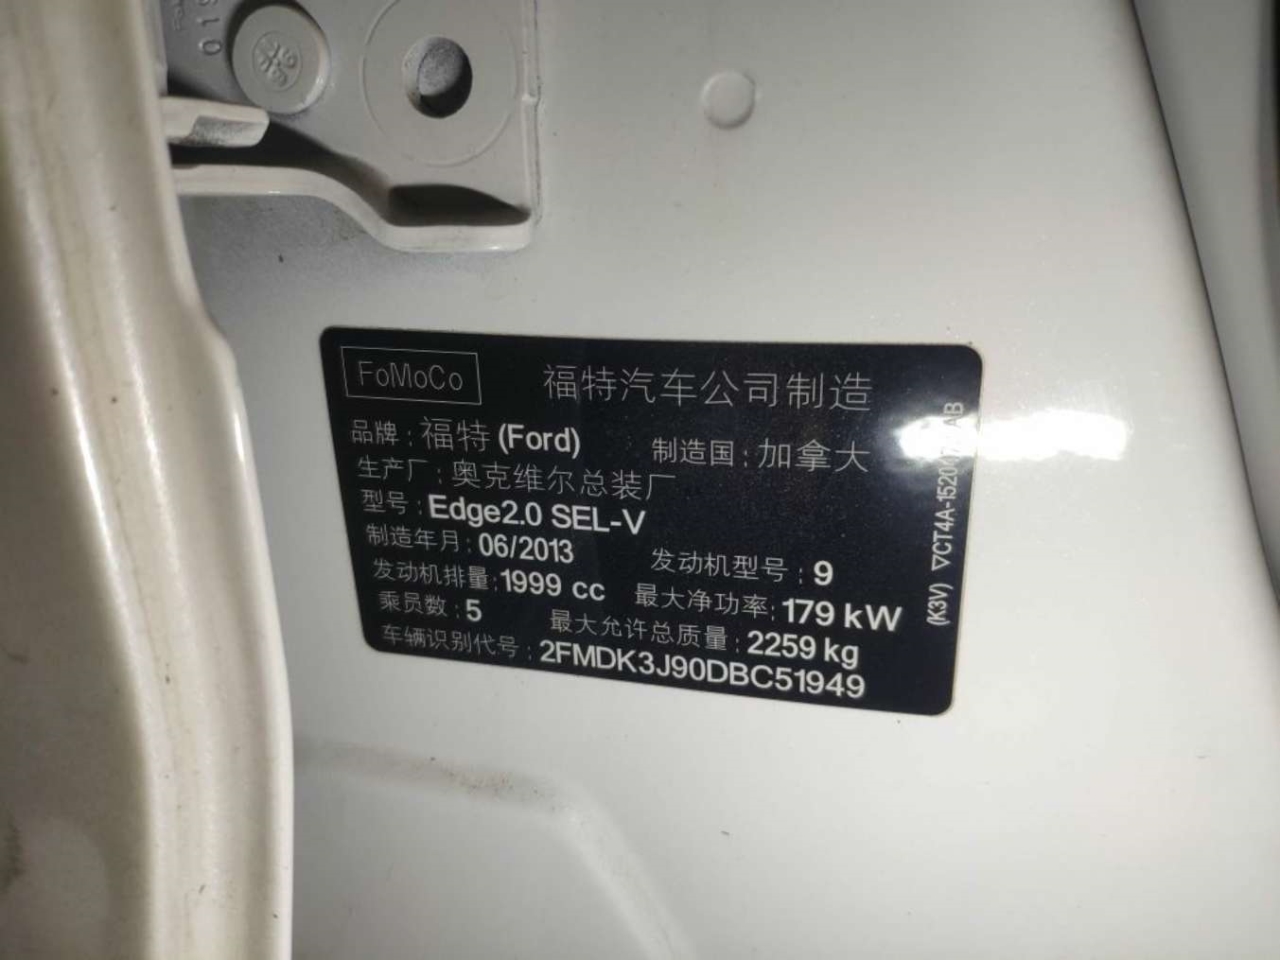 FoMoCo 福特汽车公司制造
品牌:福特(Ford) 制造国:加拿大
生产厂:奥克维尔总装厂
型号:Edge2.0 SEL-V
制造年月:06/2013 发动机型号:9
发动机排量:1999 cc 最大净功率:179 kW
乘员数:5 最大允许总质量:2259 kg
车辆识别代号:2FMDK3J90DBC51949
(K3V)